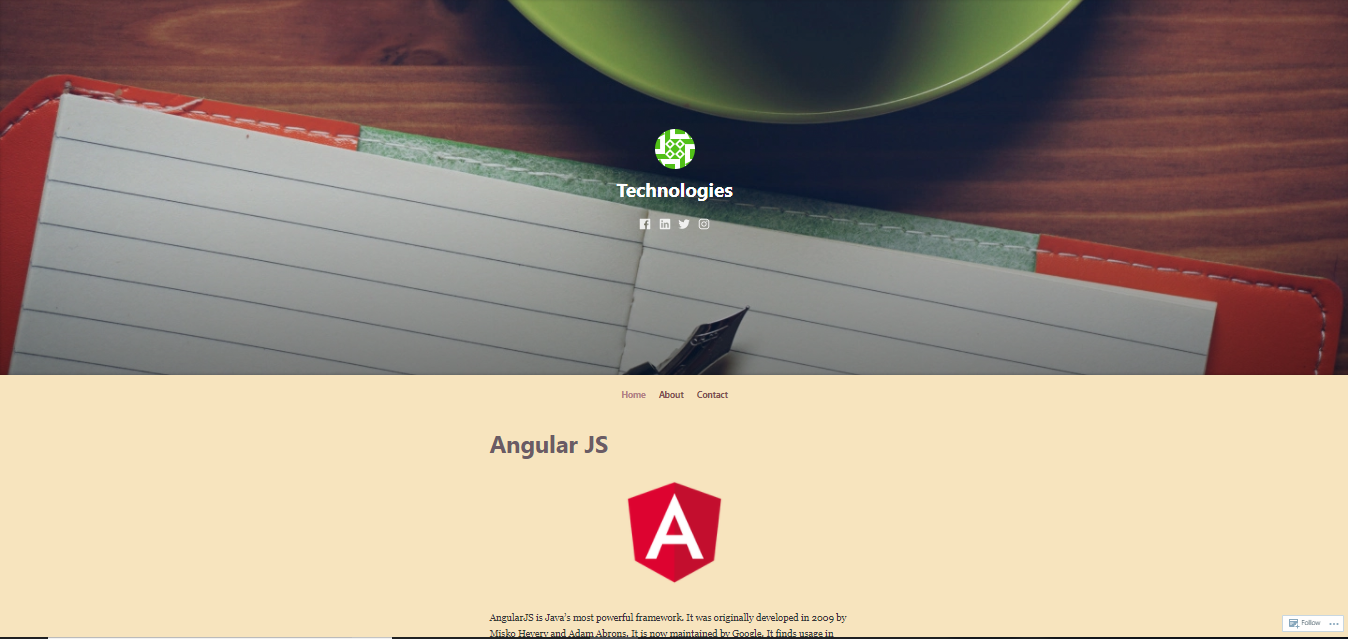 Technologies
Home About Contact
Angular JS
A
AngularJS is Java's most powerful framework. It was originally developed in 2009 by
Misko Hevery and Adam Abrons. It is now maintained by Google. It finds usage in
Follow